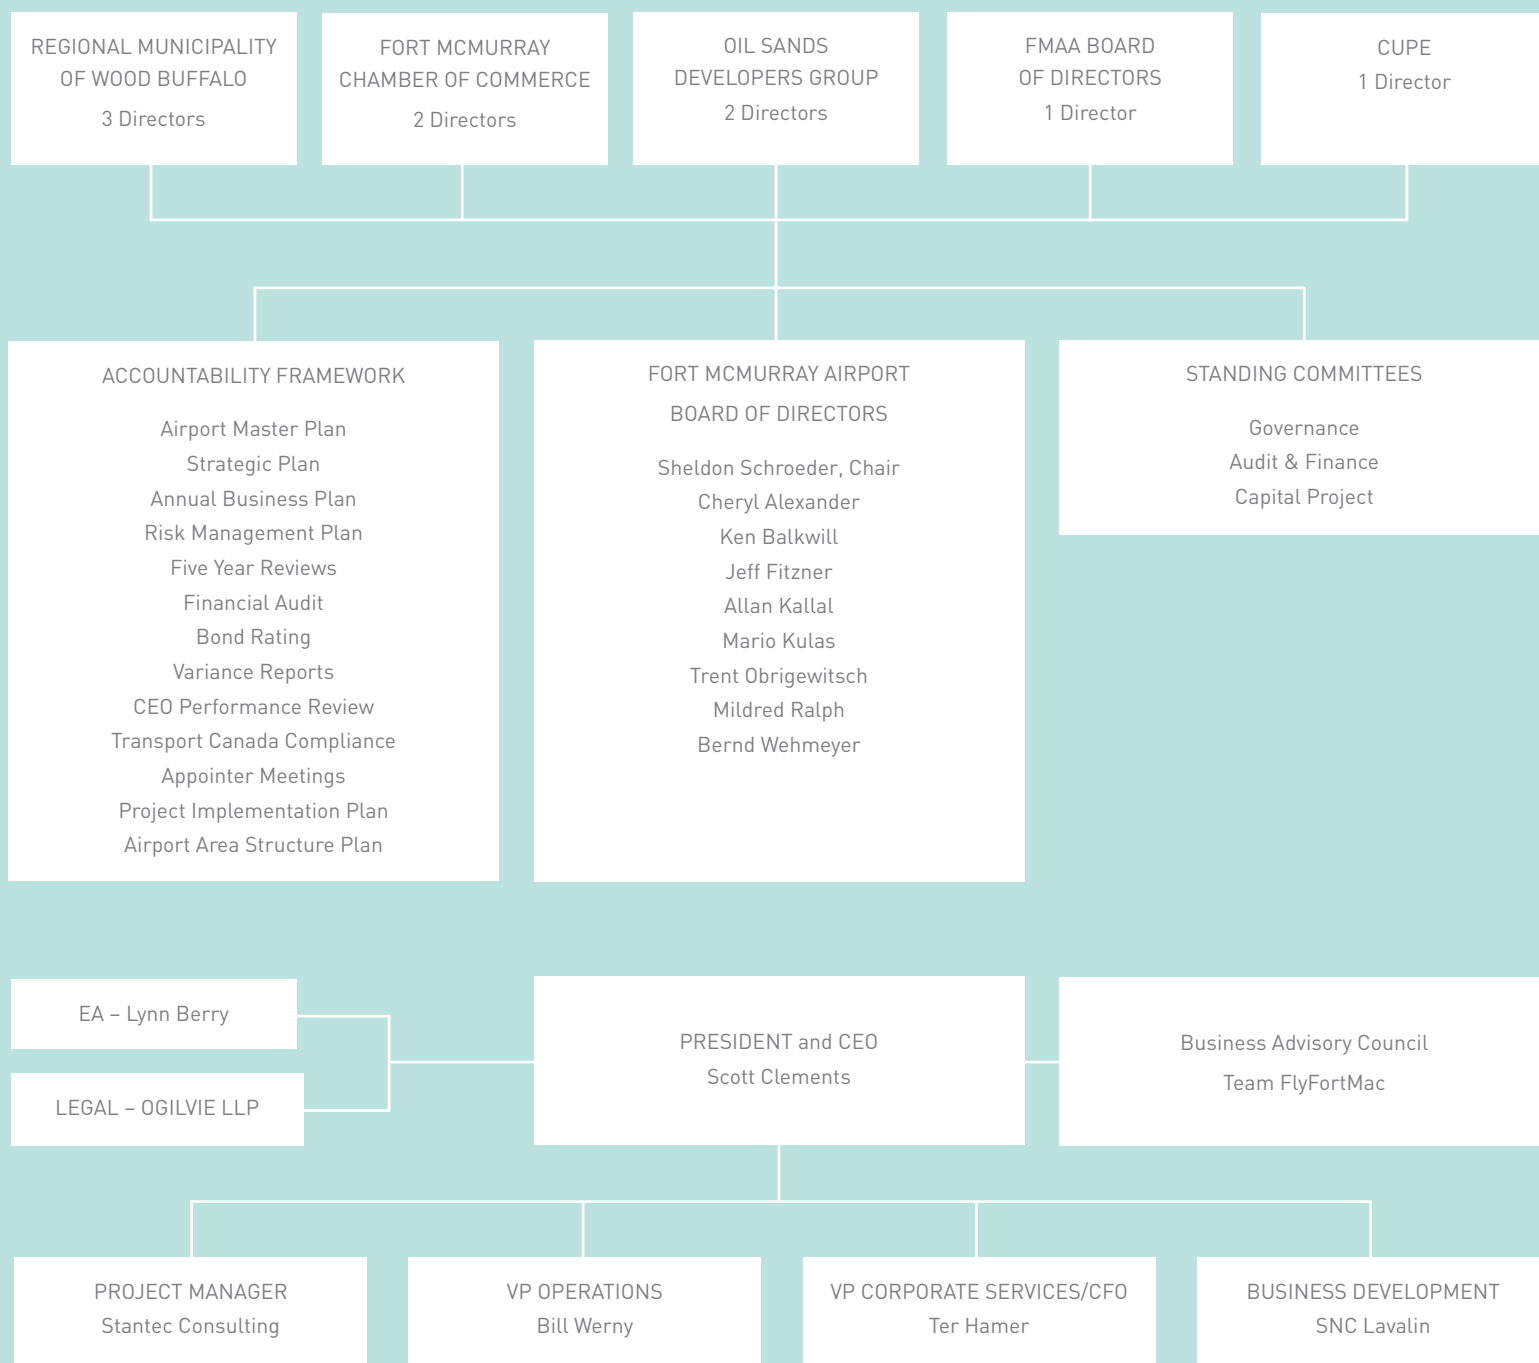 REGIONAL MUNICIPALITY
OF WOOD BUFFALO
3 Directors
FORT MCMURRAY
CHAMBER OF COMMERCE
2 Directors
OIL SANDS
DEVELOPERS GROUP
2 Directors
FMAA BOARD
OF DIRECTORS
1 Director
CUPE
1 Director
ACCOUNTABILITY FRAMEWORK
Airport Master Plan
Strategic Plan
Annual Business Plan
Risk Management Plan
Five Year Reviews
Financial Audit
Bond Rating
Variance Reports
CEO Performance Review
Transport Canada Compliance
Appointer Meetings
Project Implementation Plan
Airport Area Structure Plan
FORT MCMURRAY AIRPORT
BOARD OF DIRECTORS
Sheldon Schroeder, Chair
Cheryl Alexander
Ken Balkwill
Jeff Fitzner
Allan Kallal
Mario Kulas
Trent Obrigewitsch
Mildred Ralph
Bernd Wehmeyer
STANDING COMMITTEES
Governance
Audit & Finance
Capital Project
EA – Lynn Berry
LEGAL – OGILVIE LLP
PRESIDENT and CEO
Scott Clements
Business Advisory Council
Team FlyFortMac
PROJECT MANAGER
Stantec Consulting
VP OPERATIONS
Bill Werny
VP CORPORATE SERVICES/CFO
Ter Hamer
BUSINESS DEVELOPMENT
SNC Lavalin